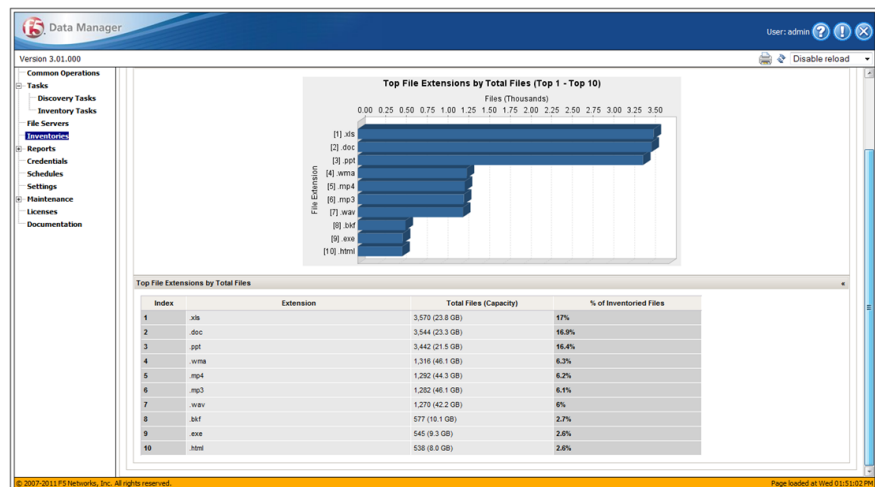 f5 Data Manager
User: admin ? !
Version 3.01.000
Disable reload
Common Operations
Tasks
Discovery Tasks
Inventory Tasks
File Servers
Inventories
Reports
Credentials
Schedules
Settings
Maintenance
Licenses
Documentation
Top File Extensions by Total Files (Top 1 - Top 10)
Files (Thousands)
0.00 0.25 0.50 0.75 1.00 1.25 1.50 1.75 2.00 2.25 2.50 2.75 3.00 3.25 3.50
File Extension
[1] .xls
[2] .doc
[3] .ppt
[4] .wma
[5] .mp4
[6] .mp3
[7] .wav
[8] .bkf
[9] .exe
[10] .html
Top File Extensions by Total Files
Index Extension Total Files (Capacity) % of Inventoried Files
1 .xls 3,570 (23.8 GB) 17%
2 .doc 3,544 (23.3 GB) 16.9%
3 .ppt 3,442 (21.5 GB) 16.4%
4 .wma 1,316 (46.1 GB) 6.3%
5 .mp4 1,292 (44.3 GB) 6.2%
6 .mp3 1,282 (46.1 GB) 6.1%
7 .wav 1,270 (42.2 GB) 6%
8 .bkf 577 (10.1 GB) 2.7%
9 .exe 545 (9.3 GB) 2.6%
10 .html 538 (8.0 GB) 2.6%
© 2007-2011 F5 Networks, Inc. All rights reserved.
Page loaded at Wed 01:51:02 PM